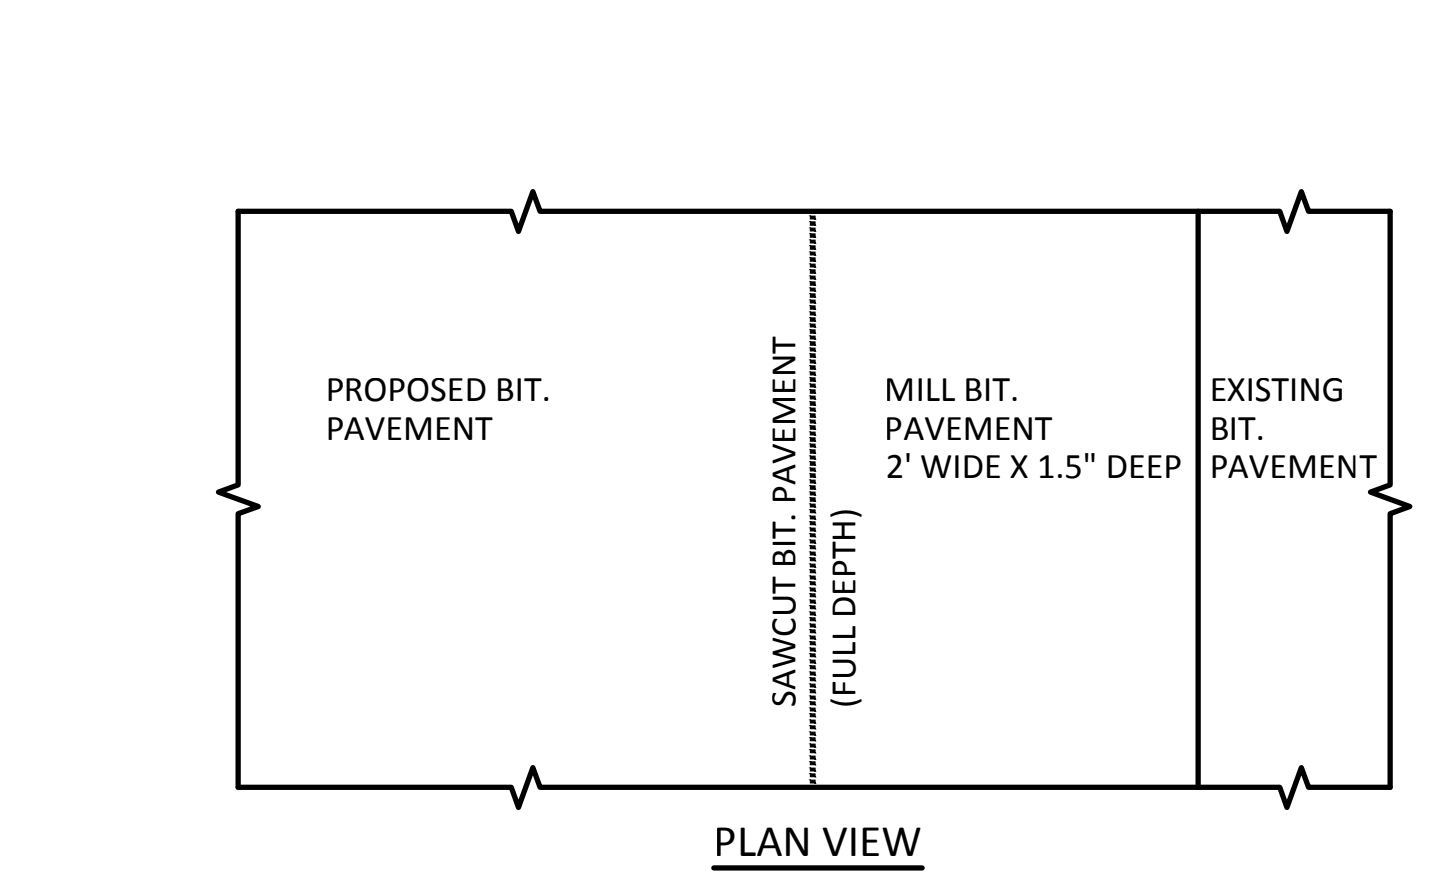 PROPOSED BIT.
PAVEMENT
SAWCUT BIT. PAVEMENT
(FULL DEPTH)
MILL BIT.
PAVEMENT
2' WIDE X 1.5" DEEP
EXISTING
BIT.
PAVEMENT
PLAN VIEW